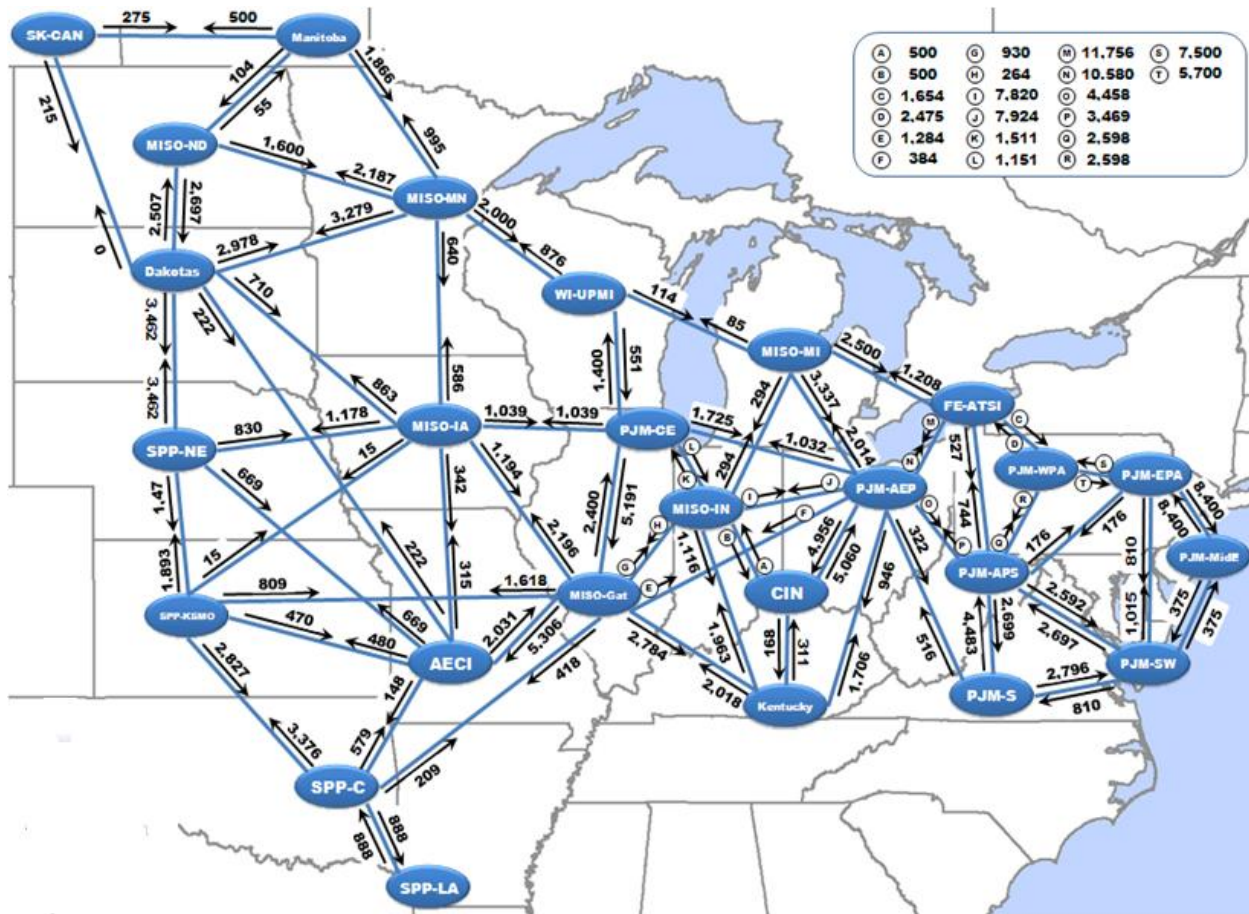 275
500
SK-CAN
Manitoba
A 500 G 930 M 11,756 S 7,500
B 500 H 264 N 10.580 T 5,700
C 1,654 I 7,820 O 4,458
D 2,475 J 7,924 P 3,469
E 1,284 K 1,511 Q 2,598
F 384 L 1,151 R 2,598
1,866
104
55
215
995
MISO-ND
1,600
2,187
MISO-MN
2,507
2,697
3,279
2,000
2,978
0
Dakotas
640
876
710
WI-UPMI
114
222
85
3,462
MISO-MI
2,500
1,208
551
1,400
586
3,462
863
294
3,337
FE-ATSI
1,178
830
MISO-IA
1,039
1,039
PJM-CE
1,725
M
C
SPP-NE
15
1,032
2,014
N
D
527
PJM-WPA
S
PJM-EPA
L
K
294
669
1,194
342
T
8,400
8,400
PJM-AEP
I
J
MISO-IN
F
G
R
1,47
2,400
5,191
744
2,196
H
B
4,956
322
Q
P
176
176
PJM-MidE
15
222
315
1,116
A
5,060
PJM-APS
810
1,893
G
E
809
1,618
MISO-Gat
CIN
946
2,592
375
375
SPP-KSMO
470
669
2,031
5,306
1,015
480
AECI
2,784
168
311
1,963
516
4,483
2,699
2,697
PJM-SW
2,827
418
2,018
1,706
2,796
148
Kentucky
PJM-S
810
3,376
579
209
SPP-C
888
888
SPP-LA